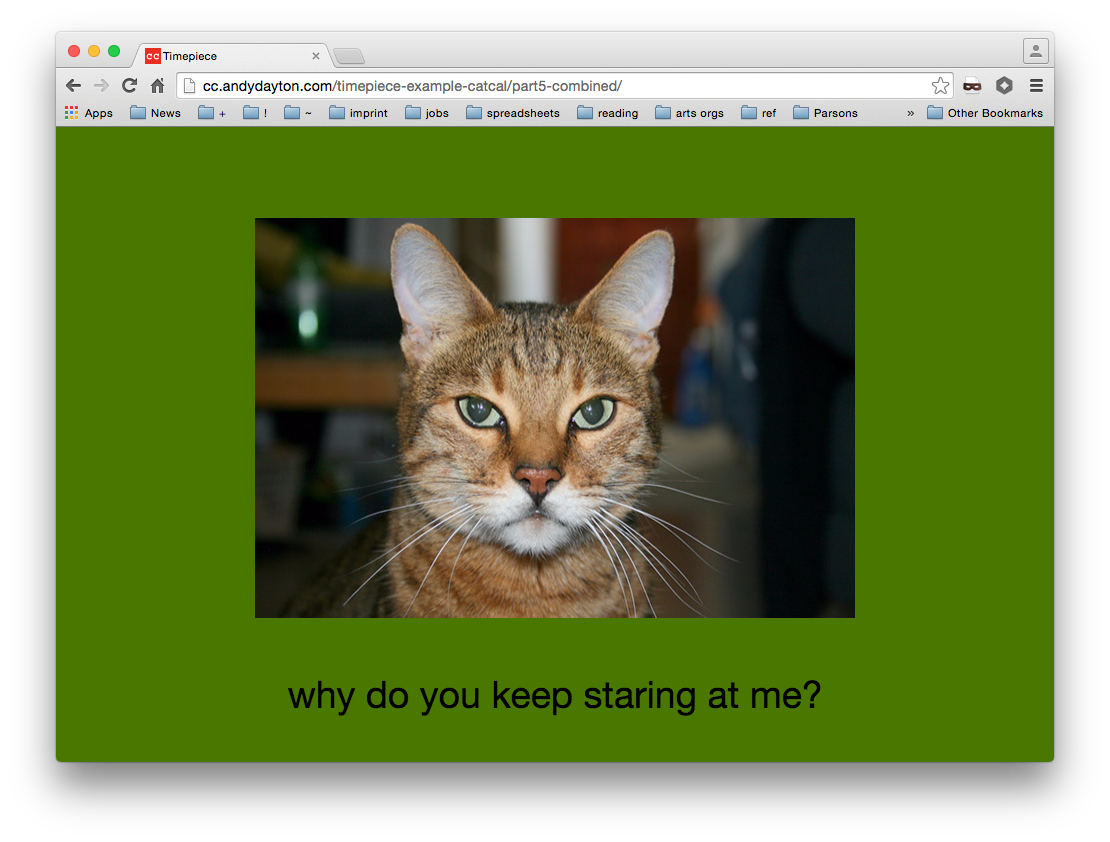 cc Timepiece
cc.andydayton.com/timepiece-example-catcal/part5-combined/
Apps News + ! ~ imprint jobs spreadsheets reading arts orgs ref Parsons » Other Bookmarks
why do you keep staring at me?